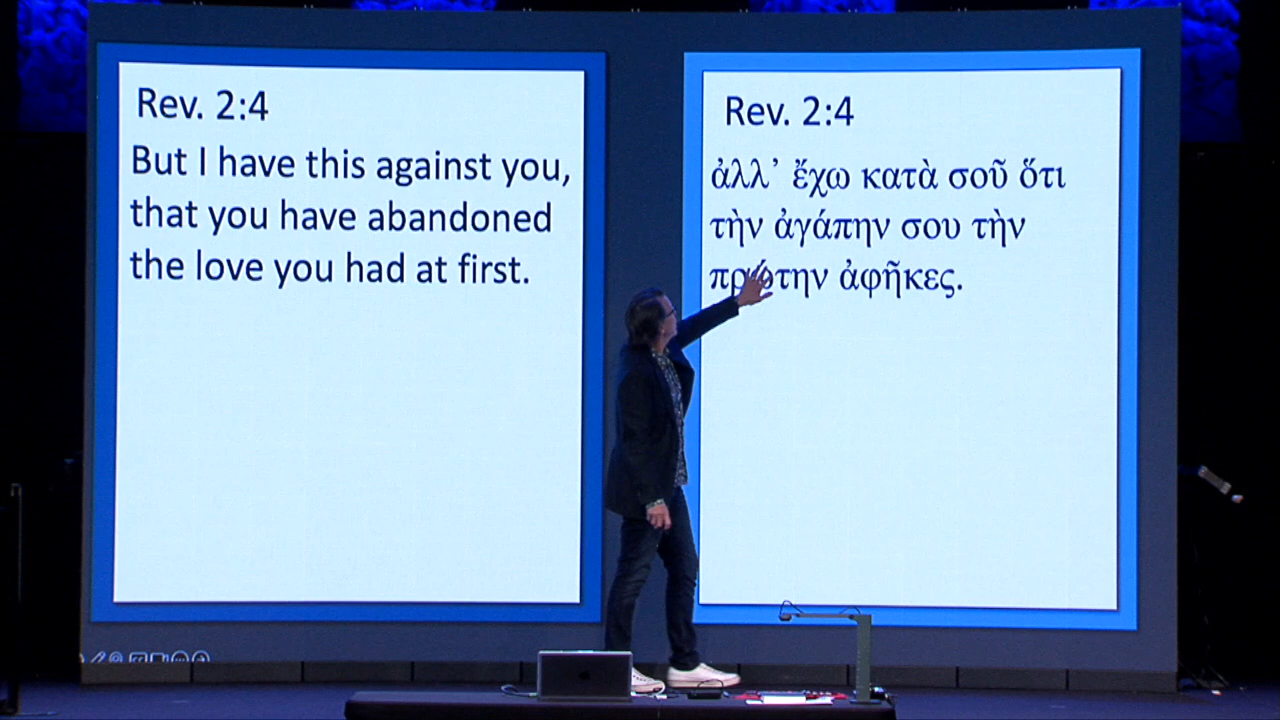 Rev. 2:4
But I have this against you,
that you have abandoned
the love you had at first.
Rev. 2:4
ἀλλ᾽ ἔχω κατὰ σοῦ ὅτι
τὴν ἀγάπην σου τὴν
πρώτην ἀφῆκες.